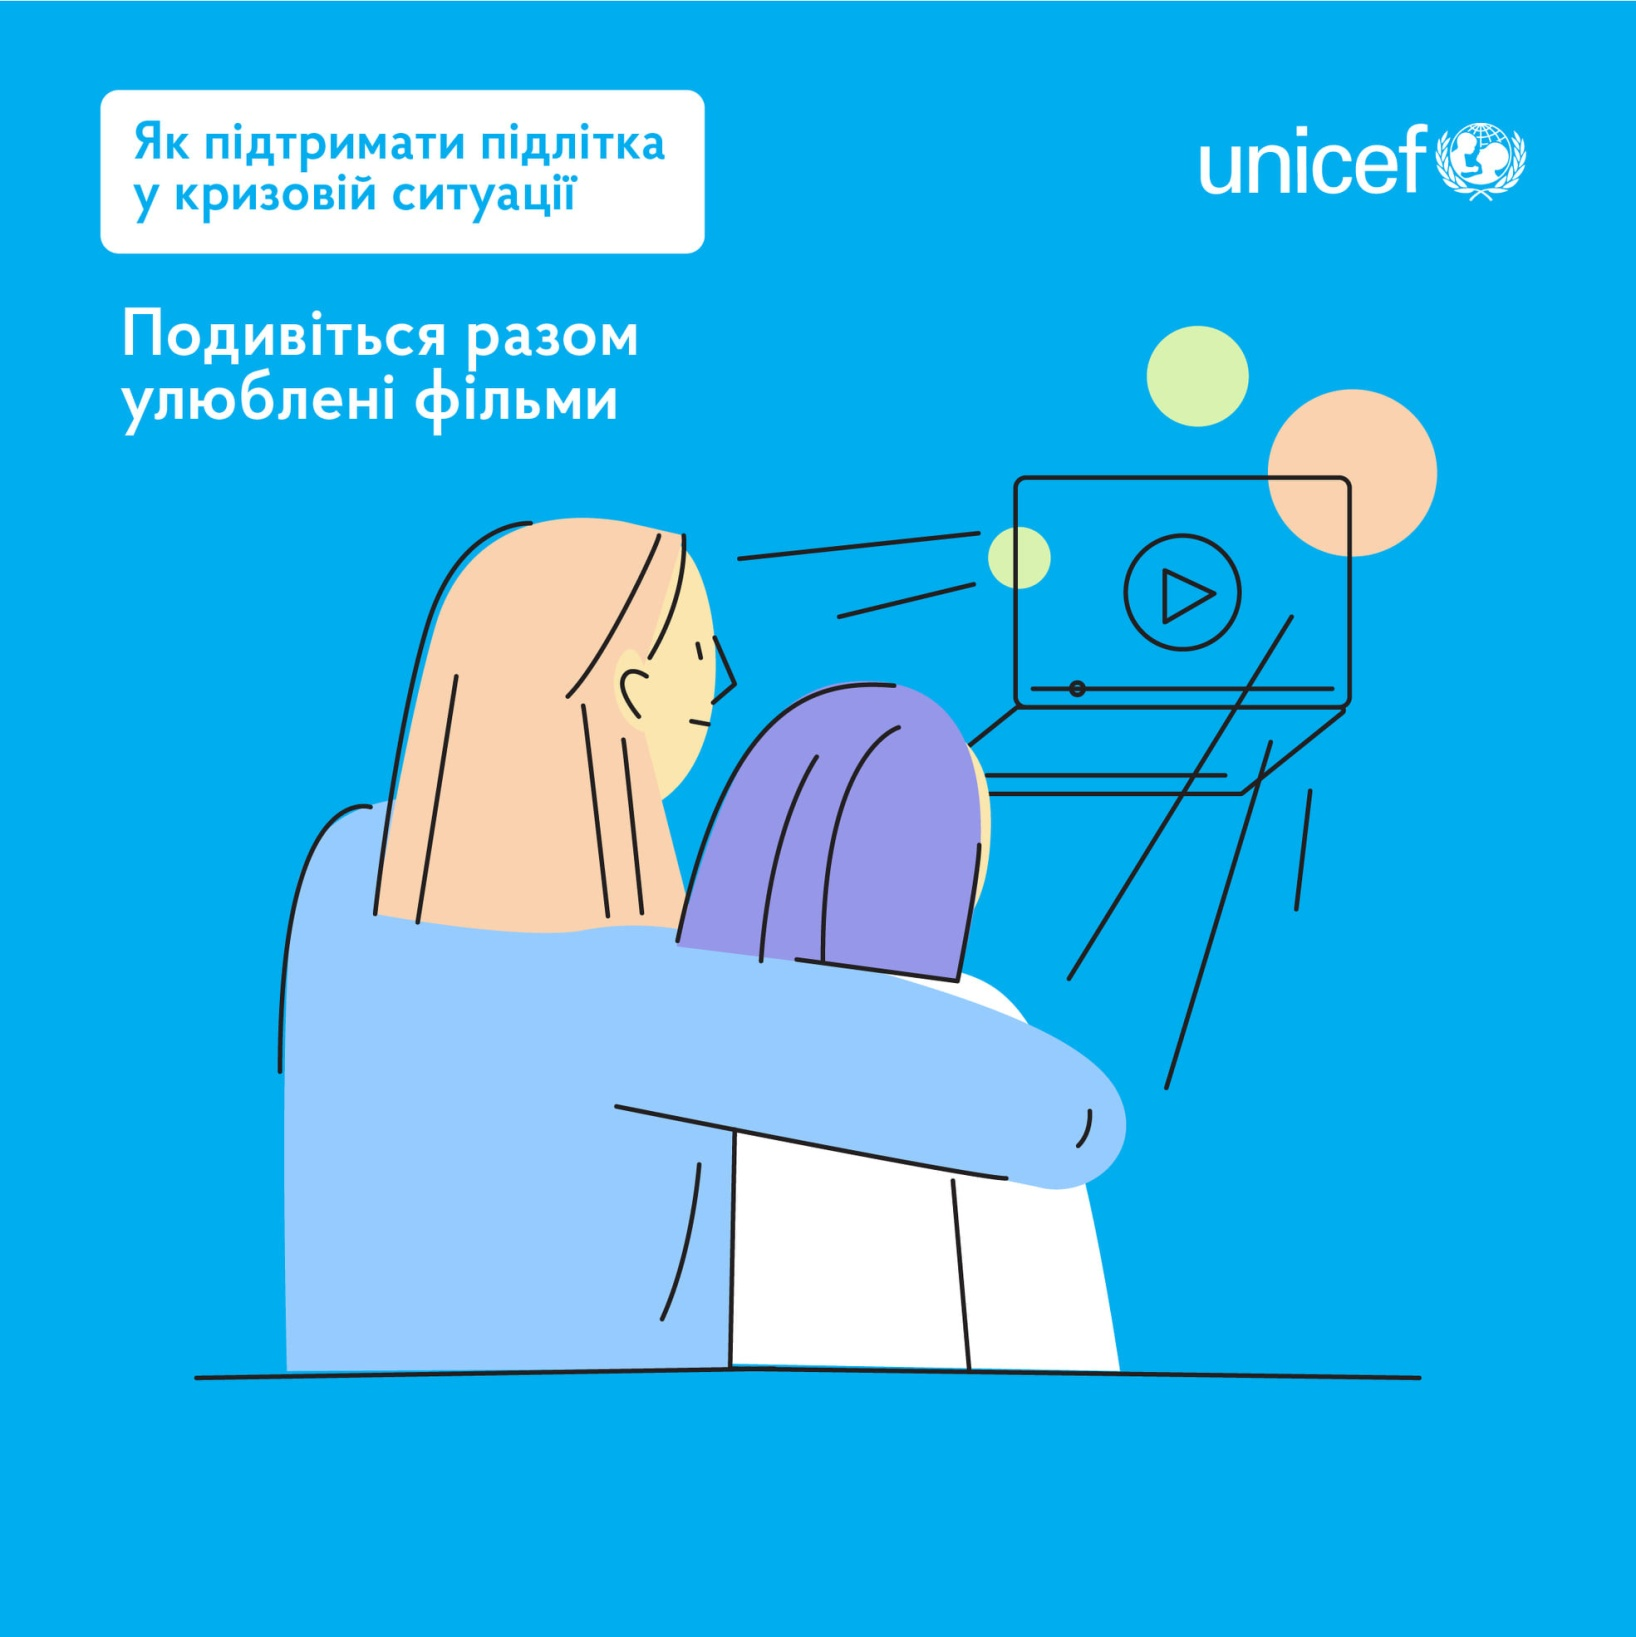 Як підтримати підлітка
у кризовій ситуації
unicef
Подивіться разом
улюблені фільми